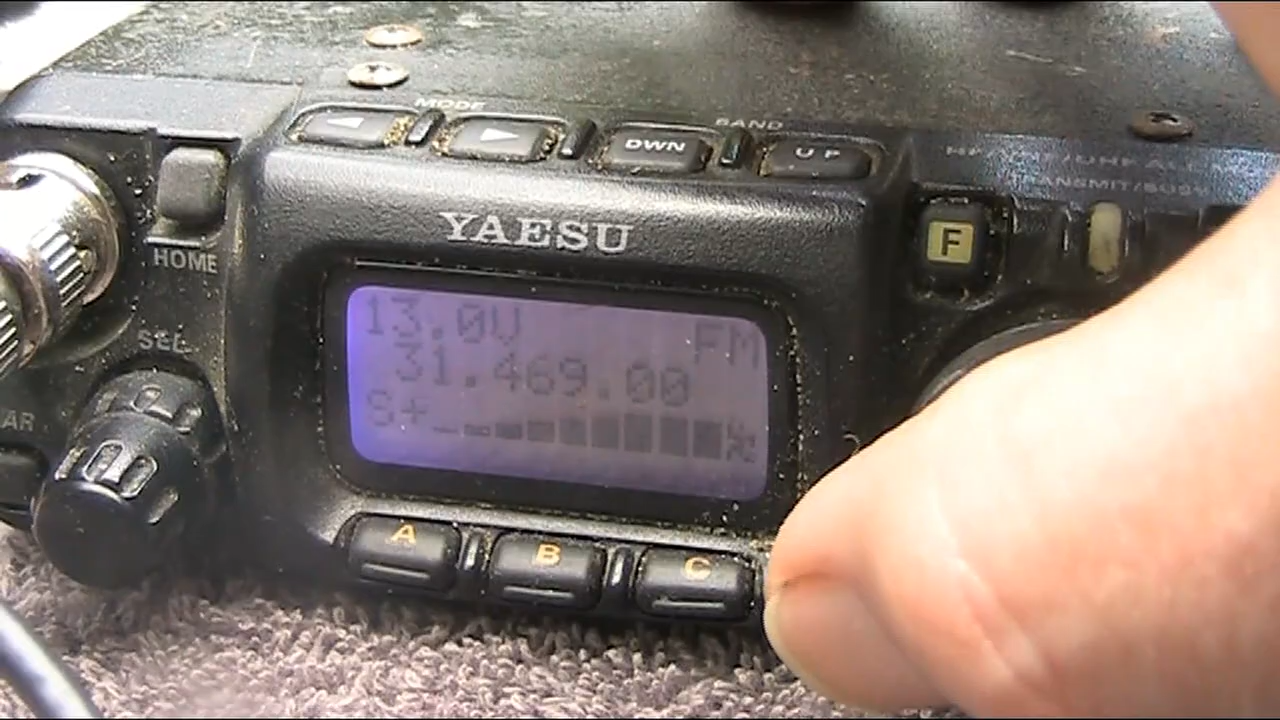 MODE
◀ ▶ DWN UP
BAND
HOME
YAESU
F
SEL
13.0V FM
31.469.00
S+
A B C